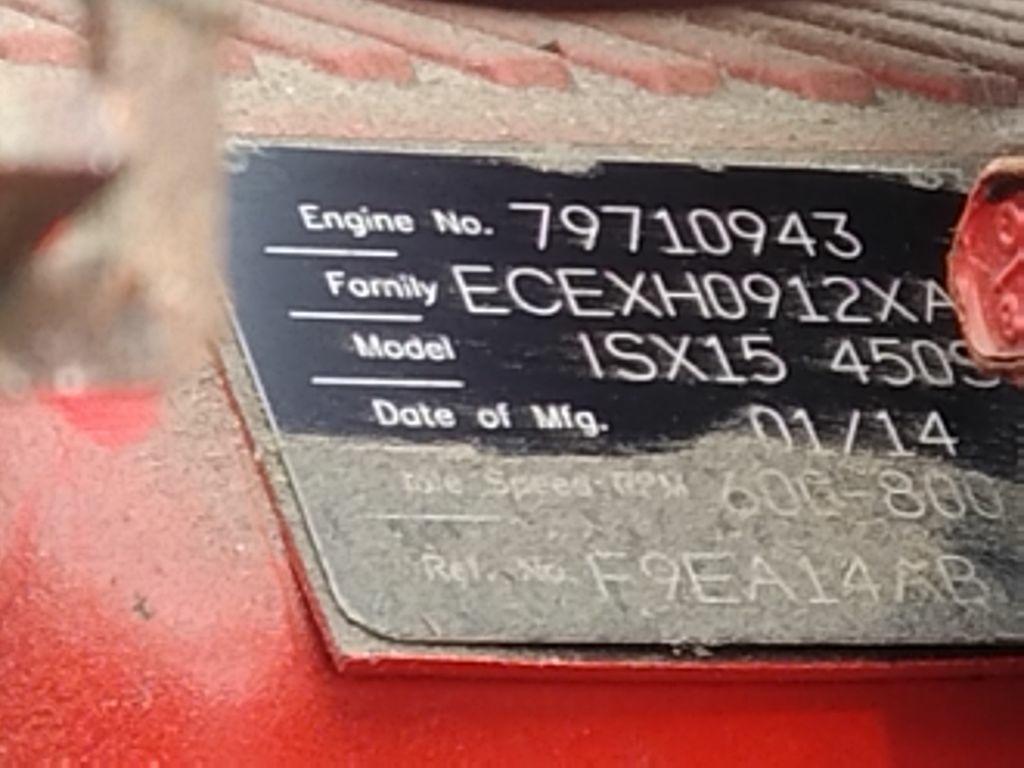 Engine No. 79710943
Family ECEXH0912XA
Model ISX15 450S
Date of Mfg. 01/14
Idle Speed-RPM 600-800
Ref. No. F9EA14AB